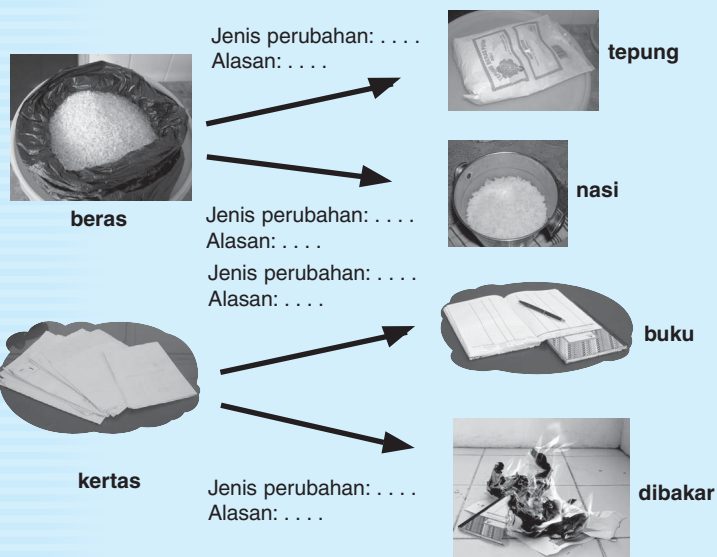 Jenis perubahan: . . . .
Alasan: . . . .
tepung
beras
nasi
Jenis perubahan: . . . .
Alasan: . . . .
Jenis perubahan: . . . .
Alasan: . . . .
buku
kertas
Jenis perubahan: . . . .
Alasan: . . . .
dibakar